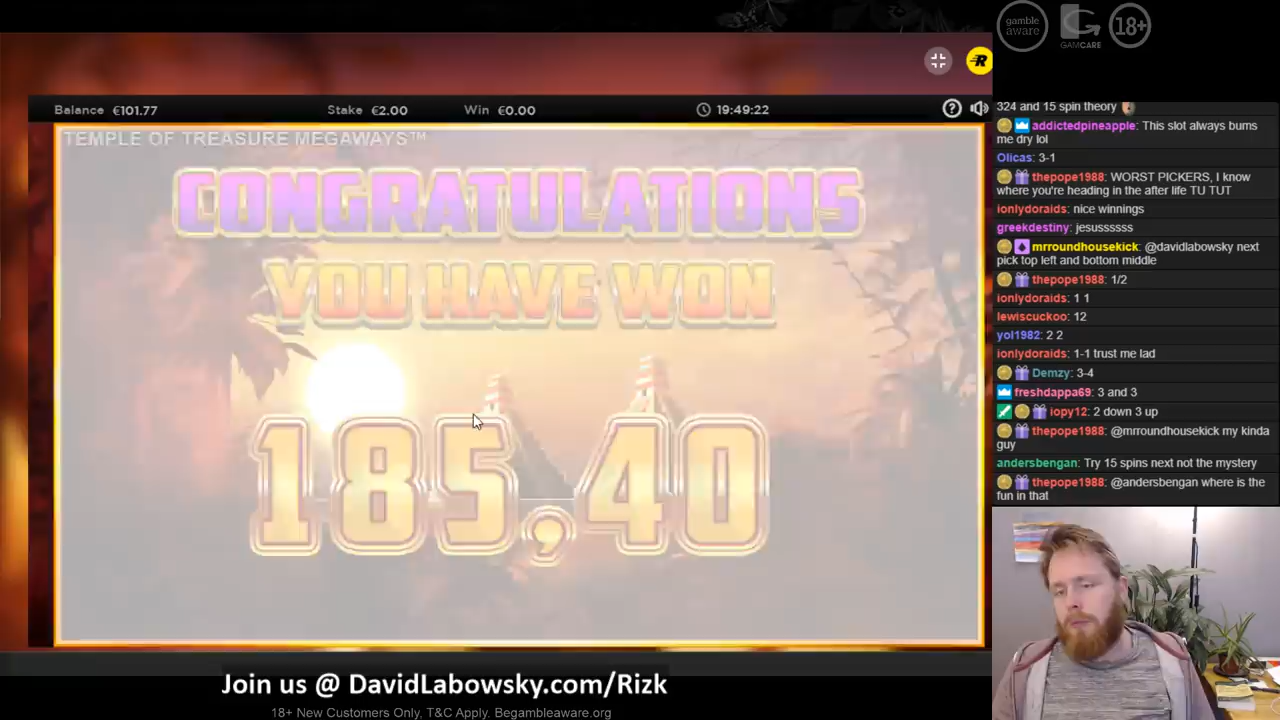 gamble
aware
GAMCARE
18+
Balance €101.77
Stake €2.00
Win €0.00
19:49:22
TEMPLE OF TREASURE MEGAWAYS™
CONGRATULATIONS
YOU HAVE WON
185,40
324 and 15 spin theory
addictedpineapple: This slot always bums
me dry lol
Olicas: 3-1
thepope1988: WORST PICKERS, I know
where you're heading in the after life TU TUT
ionlydoraids: nice winnings
greekdestiny: jesussssss
mrroundhousekick: @davidlabowsky next
pick top left and bottom middle
thepope1988: 1/2
ionlydoraids: 1 1
lewiscuckoo: 12
yol1982: 2 2
ionlydoraids: 1-1 trust me lad
Demzy: 3-4
freshdappa69: 3 and 3
iopy12: 2 down 3 up
thepope1988: @mrroundhousekick my kinda
guy
andersbengan: Try 15 spins next not the mystery
thepope1988: @andersbengan where is the
fun in that
Join us @ DavidLabowsky.com/Rizk
18+ New Customers Only, T&C Apply. Begambleaware.org